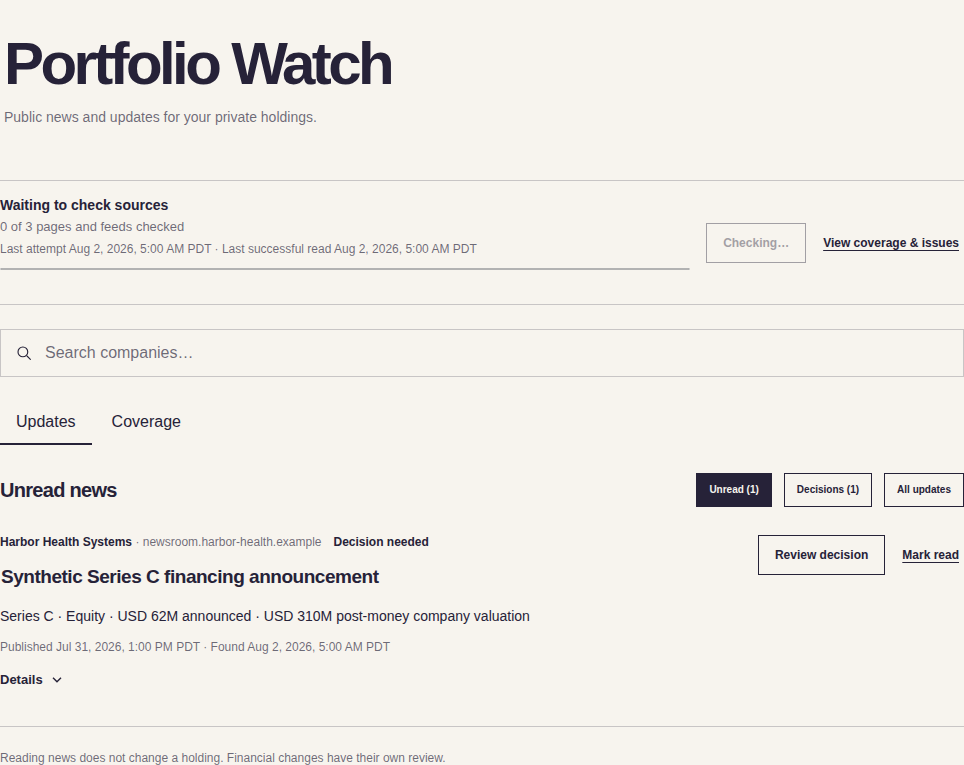 Portfolio Watch
Public news and updates for your private holdings.
Waiting to check sources
0 of 3 pages and feeds checked
Last attempt Aug 2, 2026, 5:00 AM PDT · Last successful read Aug 2, 2026, 5:00 AM PDT
Checking…
View coverage & issues
Search companies…
Updates Coverage
Unread news
Unread (1) Decisions (1) All updates
Harbor Health Systems · newsroom.harbor-health.example Decision needed
Review decision Mark read
Synthetic Series C financing announcement
Series C · Equity · USD 62M announced · USD 310M post-money company valuation
Published Jul 31, 2026, 1:00 PM PDT · Found Aug 2, 2026, 5:00 AM PDT
Details
Reading news does not change a holding. Financial changes have their own review.